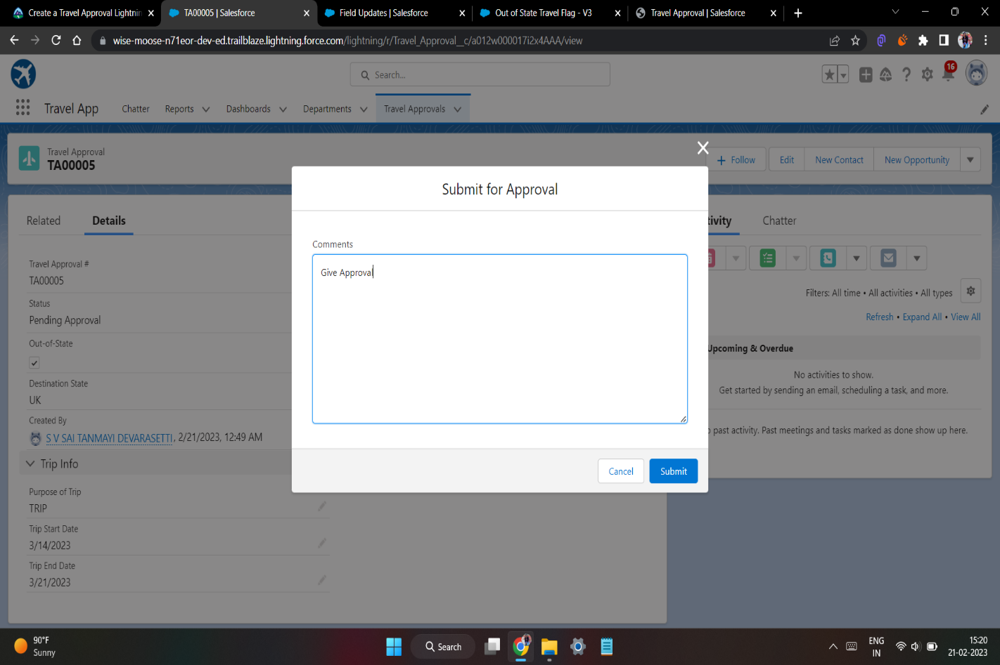 Create a Travel Approval Lightnin
TA00005 | Salesforce
Field Updates | Salesforce
Out of State Travel Flag - V3
Travel Approval | Salesforce
wise-moose-n71eor-dev-ed.trailblaze.lightning.force.com/lightning/r/Travel_Approval__c/a012w000017i2x4AAA/view
Search...
16
Travel App
Chatter
Reports
Dashboards
Departments
Travel Approvals
Travel Approval
TA00005
Follow
Edit
New Contact
New Opportunity
Submit for Approval
Related
Details
tivity
Chatter
Comments
Give Approval
Travel Approval #
TA00005
Status
Pending Approval
Out-of-State
Destination State
UK
Created By
S V SAI TANMAYI DEVARASETTI, 2/21/2023, 12:49 AM
Trip Info
Purpose of Trip
TRIP
Trip Start Date
3/14/2023
Trip End Date
3/21/2023
Filters: All time • All activities • All types
Refresh • Expand All • View All
Upcoming & Overdue
No activities to show.
Get started by sending an email, scheduling a task, and more.
past activity. Past meetings and tasks marked as done show up here.
Cancel
Submit
90°F
Sunny
Search
ENG
IN
15:20
21-02-2023